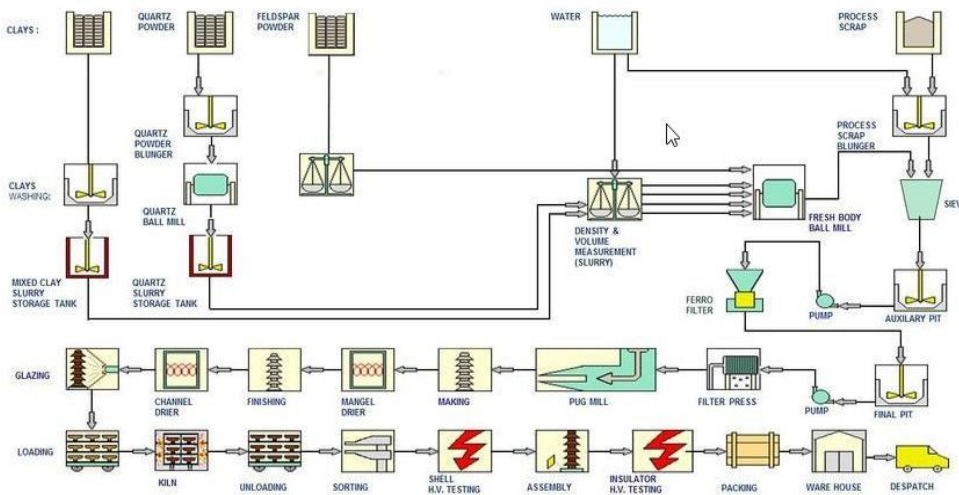 CLAYS :
QUARTZ
POWDER
FELDSPAR
POWDER
WATER
PROCESS
SCRAP
QUARTZ
POWDER
BLUNGER
PROCESS
SCRAP
BLUNGER
CLAYS
WASHING:
QUARTZ
BALL MILL
DENSITY &
VOLUME
MEASUREMENT
(SLURRY)
FRESH BODY
BALL MILL
SIEV
MIXED CLAY
SLURRY
STORAGE TANK
QUARTZ
SLURRY
STORAGE TANK
FERRO
FILTER
PUMP
AUXILARY PIT
GLAZING
CHANNEL
DRIER
FINISHING
MANGEL
DRIER
MAKING
PUG MILL
FILTER PRESS
PUMP
FINAL PIT
LOADING
KILN
UNLOADING
SORTING
SHELL
H.V. TESTING
ASSEMBLY
INSULATOR
H.V. TESTING
PACKING
WARE HOUSE
DESPATCH